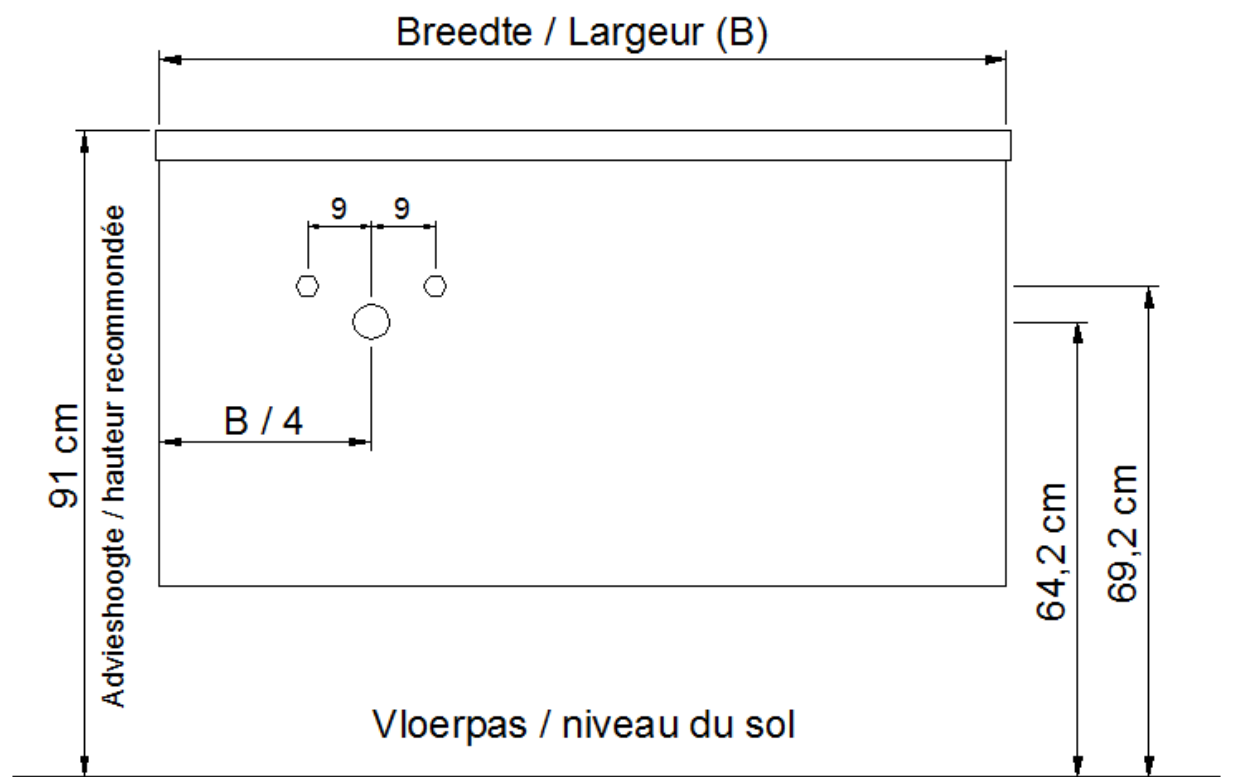 Breedte / Largeur (B)
9 9
B / 4
91 cm
Advieshoogte / hauteur recommondée
64,2 cm
69,2 cm
Vloerpas / niveau du sol